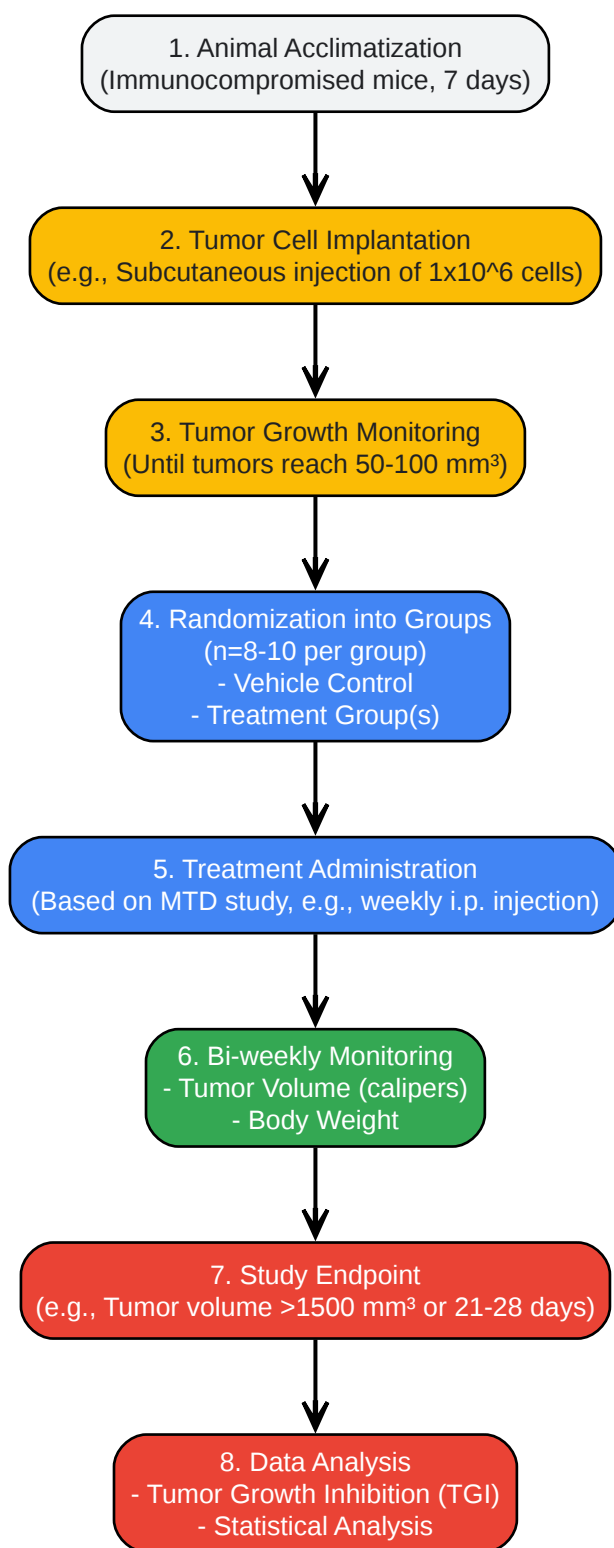 1. Animal Acclimatization
(Immunocompromised mice, 7 days)
2. Tumor Cell Implantation
(e.g., Subcutaneous injection of 1x10^6 cells)
3. Tumor Growth Monitoring
(Until tumors reach 50-100 mm³)
4. Randomization into Groups
(n=8-10 per group)
- Vehicle Control
- Treatment Group(s)
5. Treatment Administration
(Based on MTD study, e.g., weekly i.p. injection)
6. Bi-weekly Monitoring
- Tumor Volume (calipers)
- Body Weight
7. Study Endpoint
(e.g., Tumor volume >1500 mm³ or 21-28 days)
8. Data Analysis
- Tumor Growth Inhibition (TGI)
- Statistical Analysis